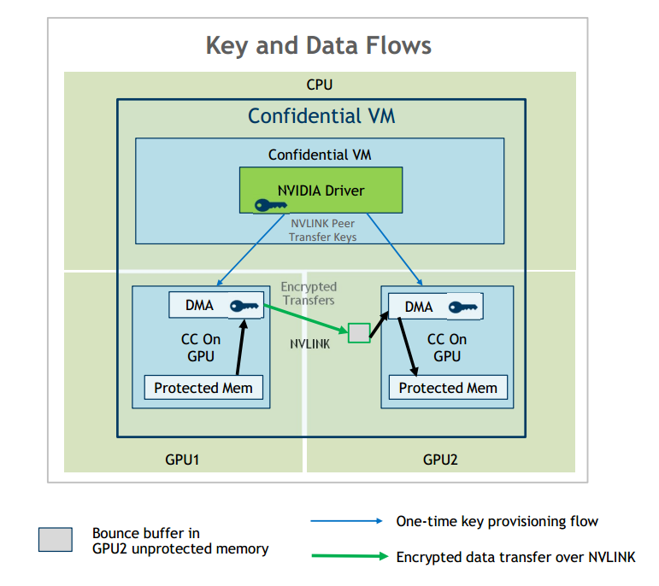 Key and Data Flows
CPU
Confidential VM
Confidential VM
NVIDIA Driver
NVLINK Peer
Transfer Keys
Encrypted
Transfers
DMA
DMA
CC On
GPU
NVLINK
CC On
GPU
Protected Mem
Protected Mem
GPU1
GPU2
Bounce buffer in
GPU2 unprotected memory
One-time key provisioning flow
Encrypted data transfer over NVLINK